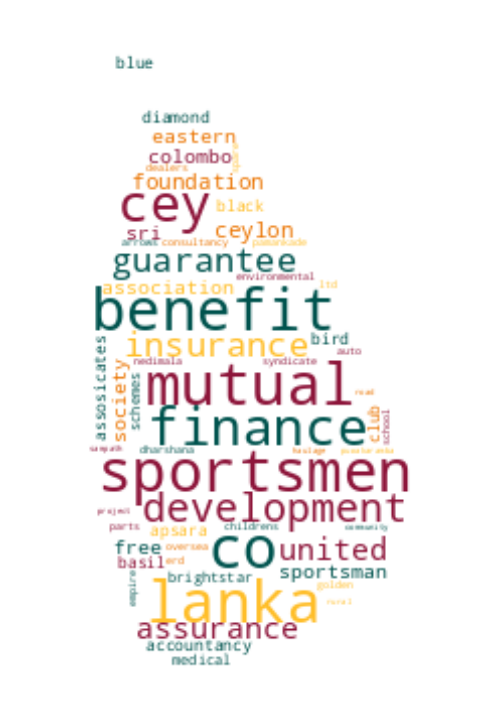 blue
diamond
eastern
colombo
dealers
foundation
cey black
sri ceylon
arrows consultancy pamankade
guarantee
environmental
association ltd
benefit
insurance bird
auto
nedimala syndicate
assosicates
society
schemes
mutual
road
finance
club
school
sampath dharshana haulage
sportsmen
development
project
parts apsara childrens community
free oversea co united
basil erd
brightstar sportsman
empire
golden
lanka
rural
assurance
accountancy
medical